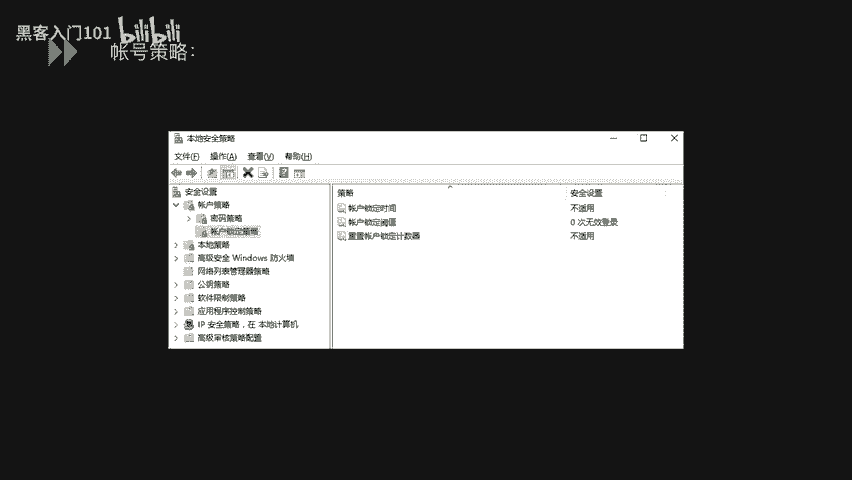 黑客入门101 bilibili
帐号策略：
本地安全策略
文件(F) 操作(A) 查看(V) 帮助(H)
安全设置
帐户策略
密码策略
帐户锁定策略
本地策略
高级安全 Windows 防火墙
网络列表管理器策略
公钥策略
软件限制策略
应用程序控制策略
IP 安全策略，在 本地计算机
高级审核策略配置
策略 安全设置
帐户锁定时间 不适用
帐户锁定阈值 0 次无效登录
重置帐户锁定计数器 不适用